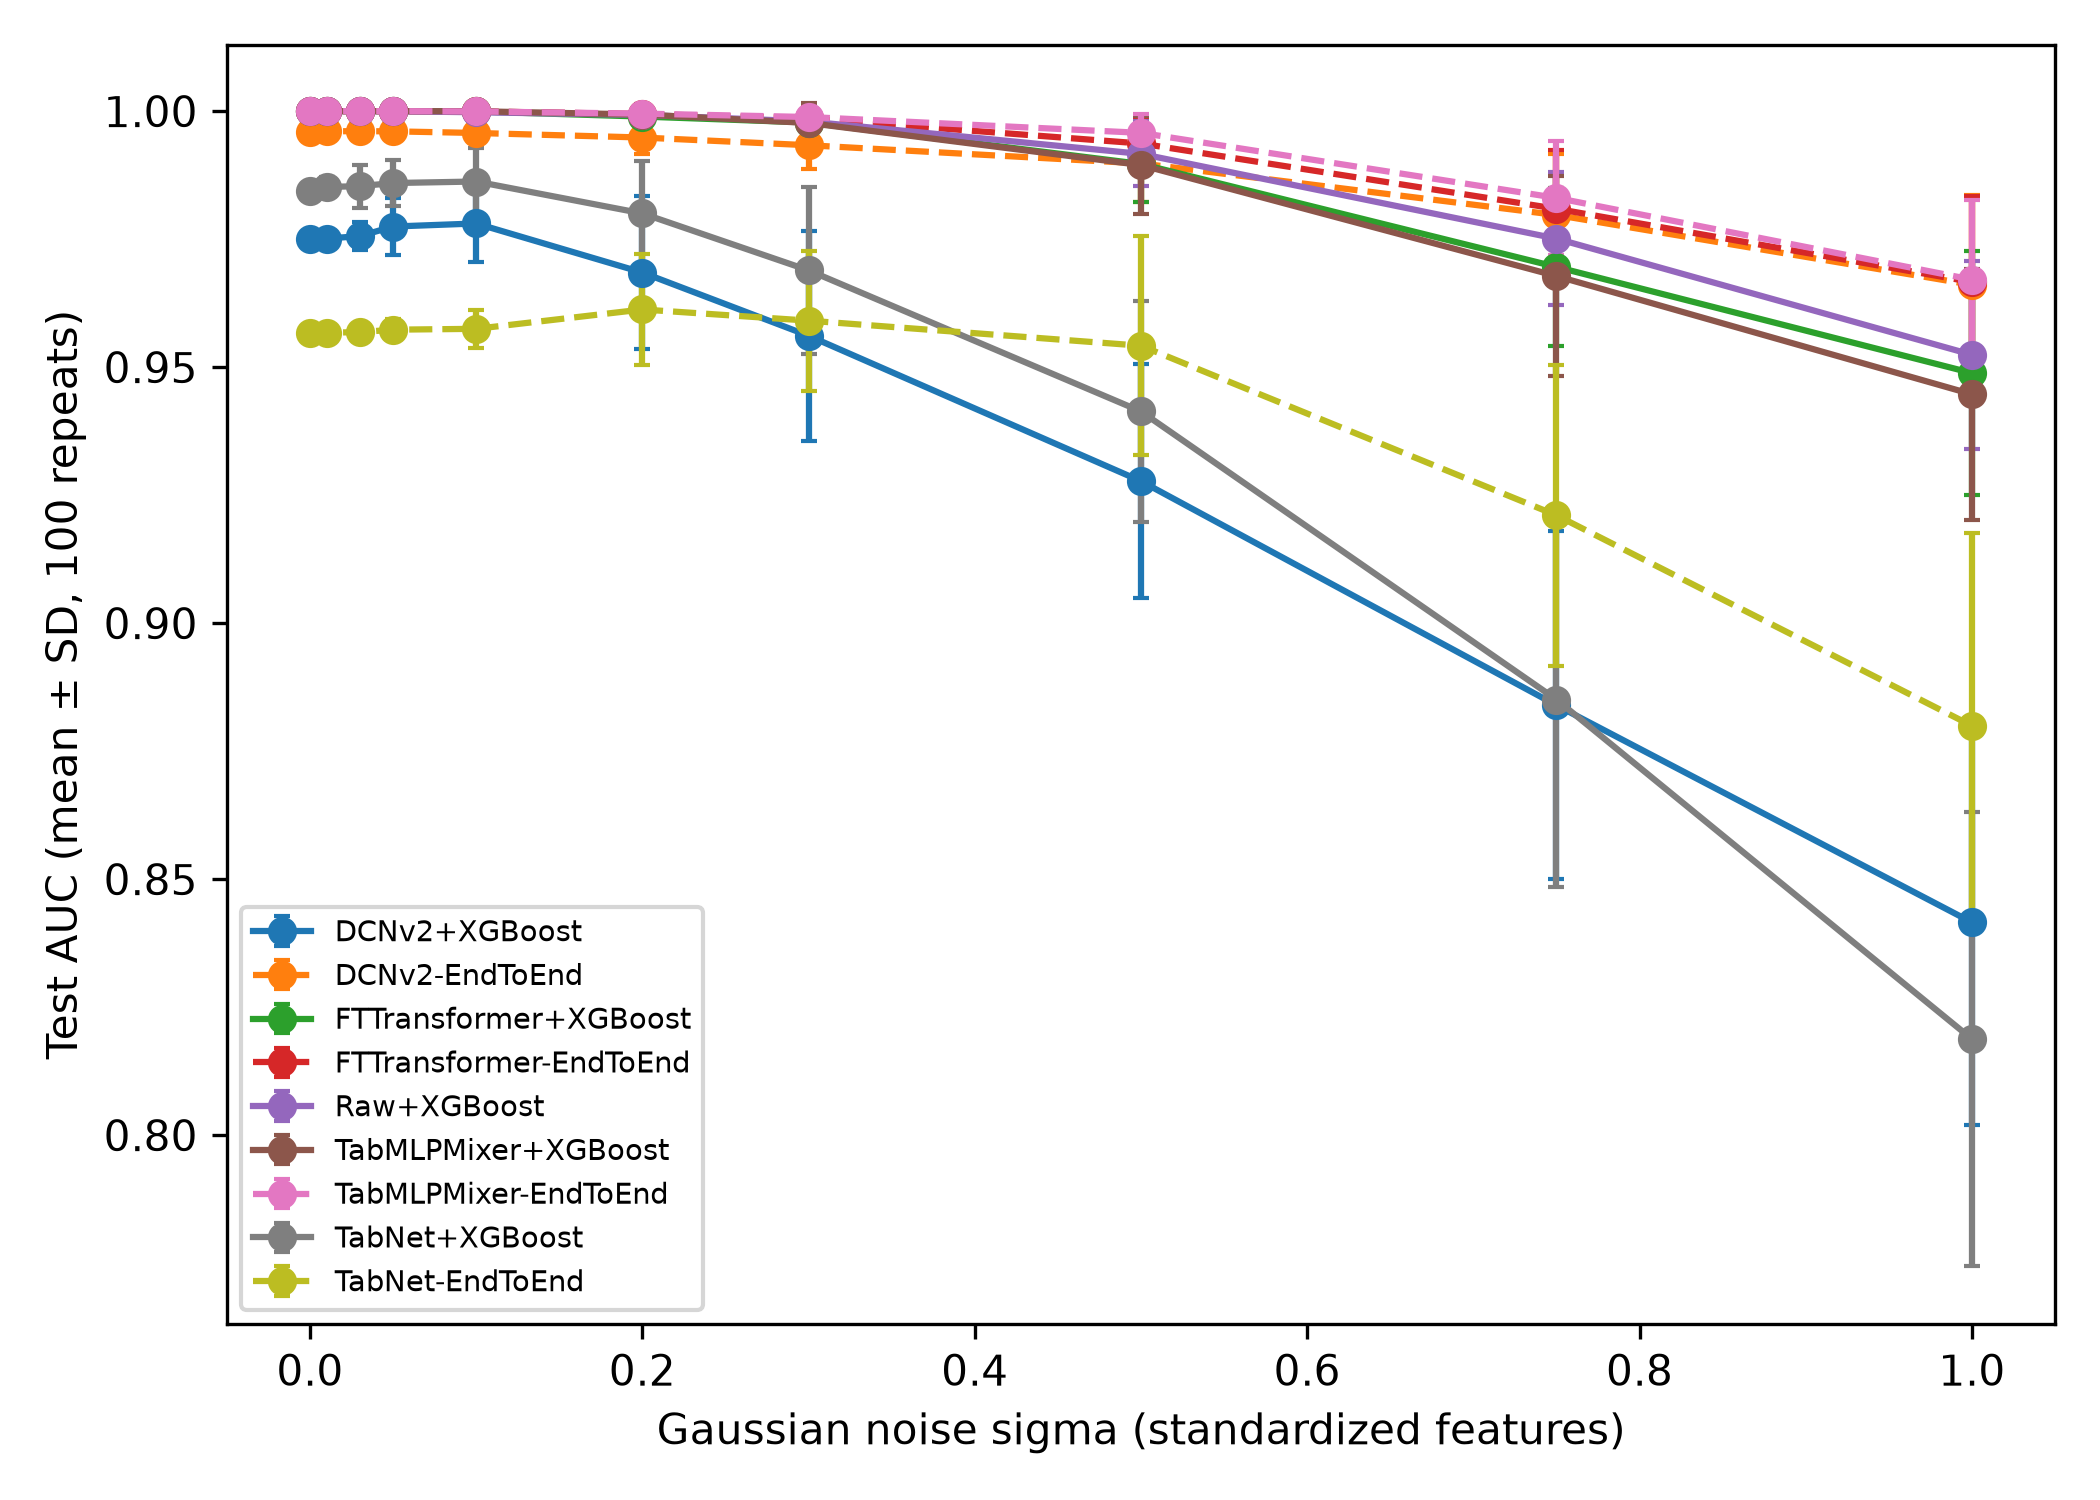 1.00
0.95
0.90
0.85
0.80
Test AUC (mean ± SD, 100 repeats)
DCNv2+XGBoost
DCNv2-EndToEnd
FTTransformer+XGBoost
FTTransformer-EndToEnd
Raw+XGBoost
TabMLPMixer+XGBoost
TabMLPMixer-EndToEnd
TabNet+XGBoost
TabNet-EndToEnd
0.0 0.2 0.4 0.6 0.8 1.0
Gaussian noise sigma (standardized features)